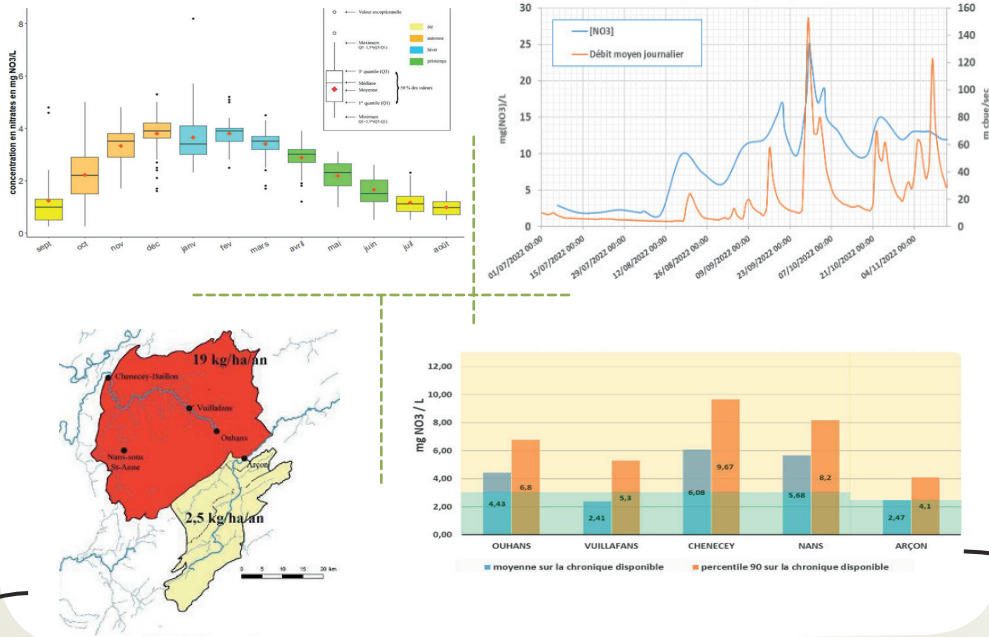 concentration en nitrates en mg NO3/L
8
6
4
2
0
sept
oct
nov
déc
janv
fev
mars
avril
mai
juin
juil
août
Valeur exceptionnelle
Maximum
3e quartile (Q3)
Médiane
Moyenne
1er quartile (Q1)
50 % des valeurs
Minimum
été
automne
hiver
printemps
mg(NO3)/L
30
25
20
15
10
5
0
[NO3]
Débit moyen journalier
160
140
120
100
80
60
40
20
0
m cbue/sec
01/07/2022 00:00
15/07/2022 00:00
29/07/2022 00:00
12/08/2022 00:00
26/08/2022 00:00
09/09/2022 00:00
23/09/2022 00:00
07/10/2022 00:00
21/10/2022 00:00
04/11/2022 00:00
19 kg/ha/an
Chenecey-Buillon
Vuillafans
Ouhans
Nans-sous
St-Anne
Arçon
2,5 kg/ha/an
0 5 10 15 20 km
mg NO3 / L
12,00
10,00
8,00
6,00
4,00
2,00
0,00
4,43
6,8
2,41
5,3
6,08
9,67
5,68
8,2
2,47
4,1
OUHANS
VUILLAFANS
CHENECEY
NANS
ARÇON
moyenne sur la chronique disponible
percentile 90 sur la chronique disponible